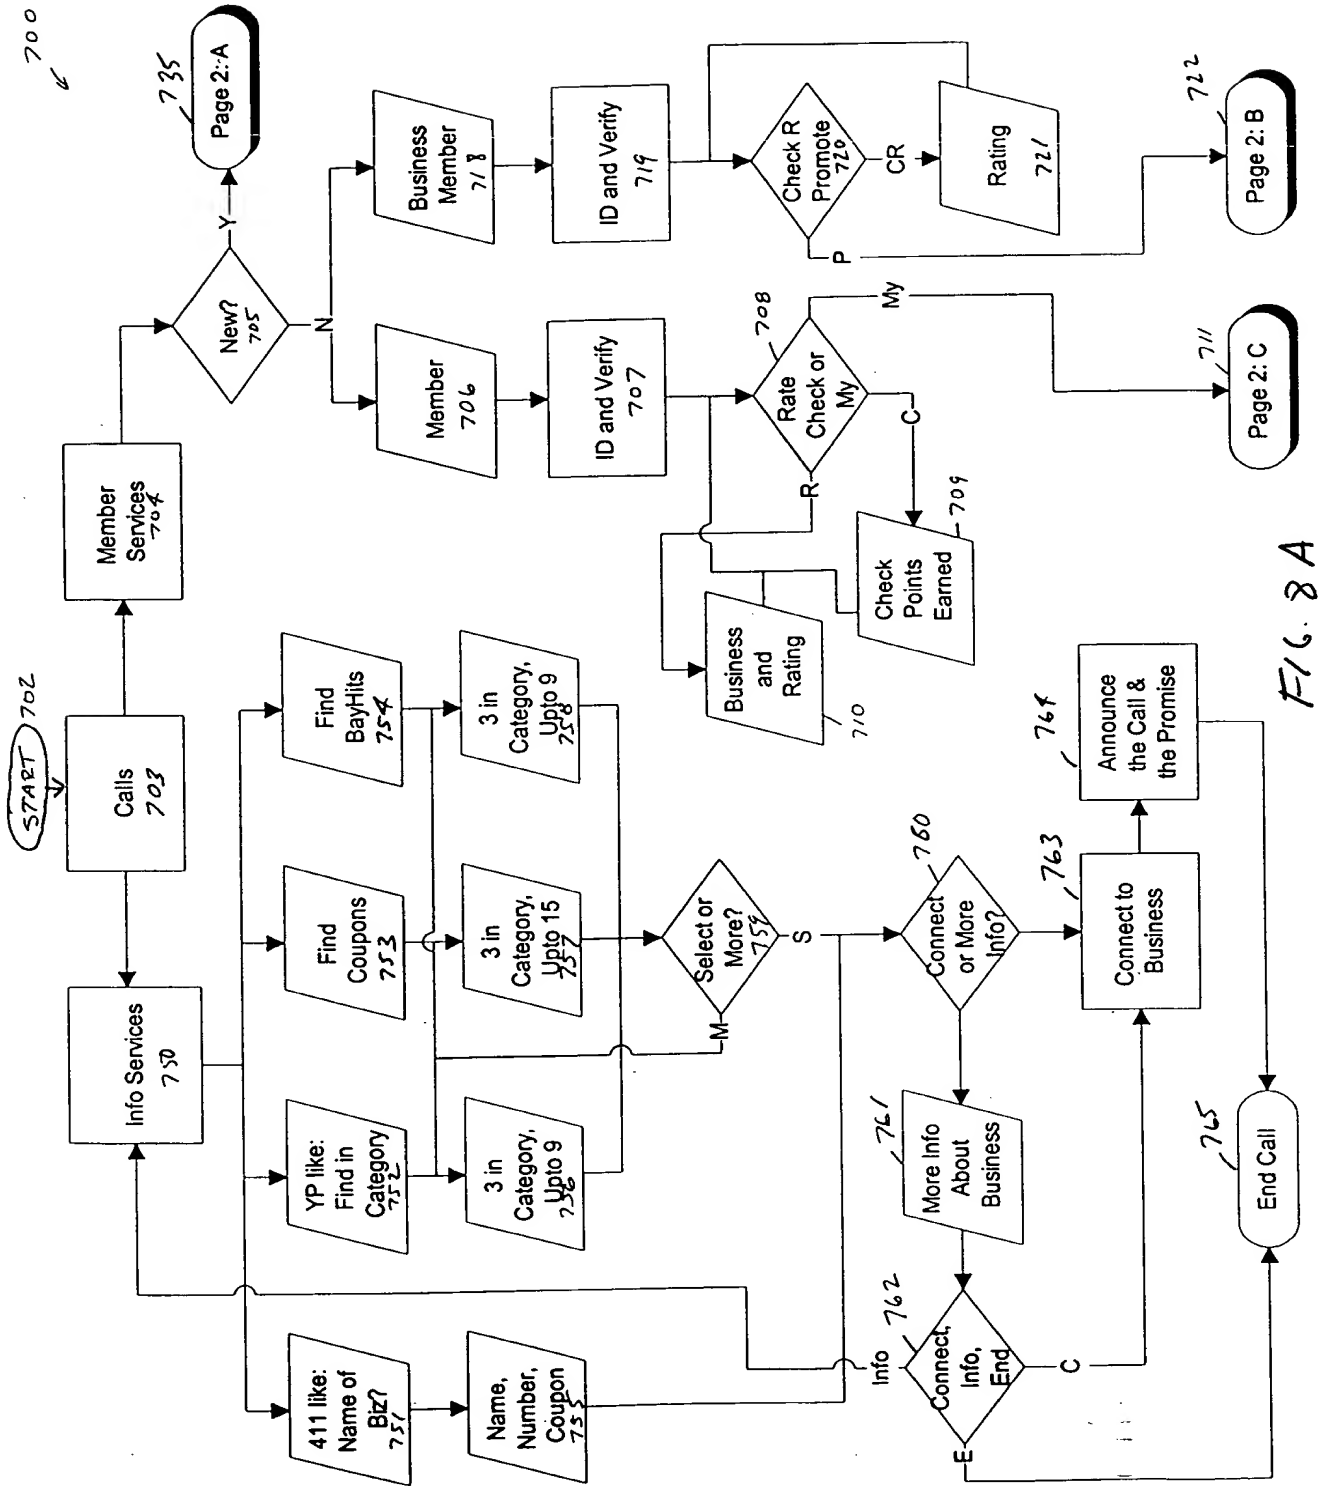 700
START
702
Calls
703
Member
Services
704
New?
705
Y
735
Page 2: A
N
Member
706
ID and Verify
707
Rate
Check or
My
708
R
C
My
Business
and
Rating
710
Check
Points
Earned
709
711
Page 2: C
Business
Member
718
ID and Verify
719
Check R
Promote
720
CR
P
Rating
721
722
Page 2: B
Info Services
750
411 like:
Name of
Biz?
751
Name,
Number,
Coupon
755
YP like:
Find in
Category
752
3 in
Category,
Upto 9
756
Find
Coupons
753
3 in
Category,
Upto 15
757
Find
BayHits
754
3 in
Category,
Upto 9
758
Select or
More?
759
M
S
Connect
or More
Info?
760
761
More Info
About
Business
Connect,
Info,
End
762
Info
C
E
763
Connect to
Business
764
Announce
the Call &
the Promise
765
End Call
FIG. 8A